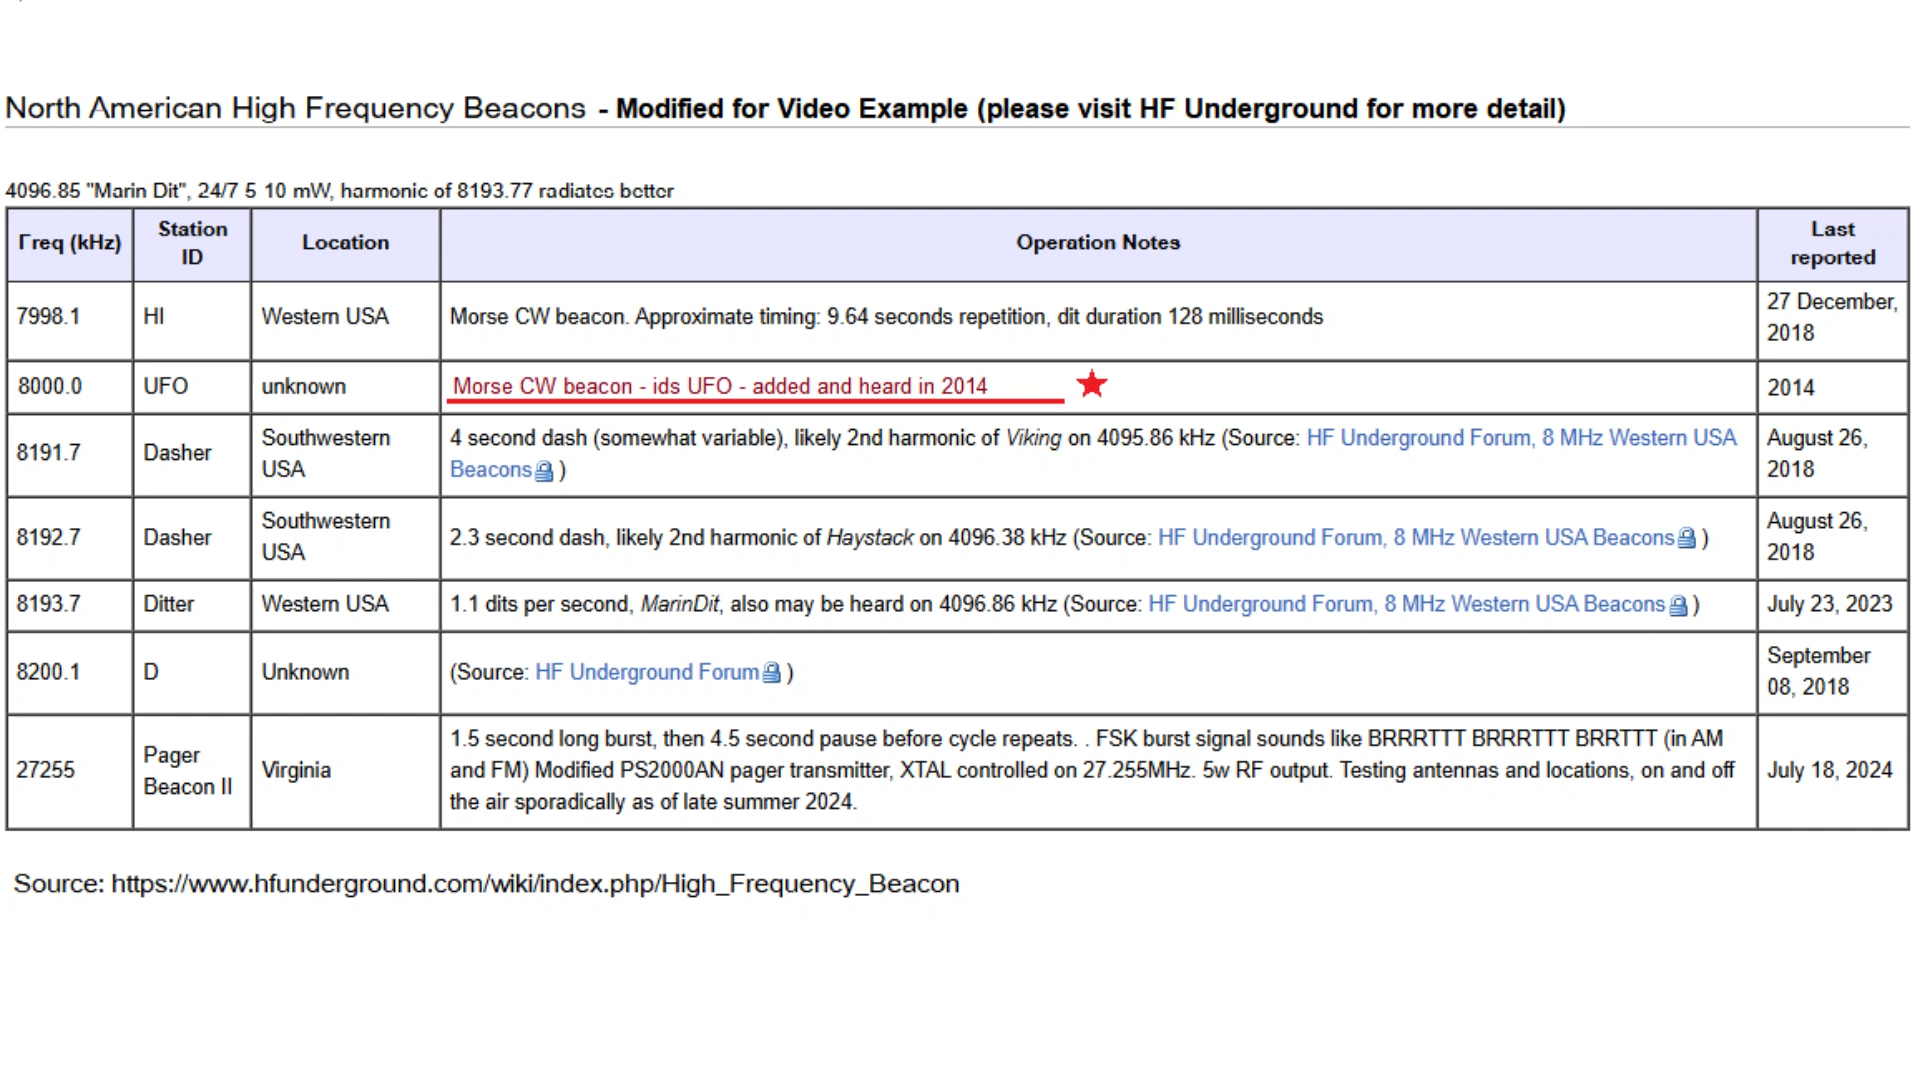 North American High Frequency Beacons - Modified for Video Example (please visit HF Underground for more detail)
4096.85 "Marin Dit", 24/7 5 10 mW, harmonic of 8193.77 radiates better
Freq (kHz) Station ID Location Operation Notes Last reported
7998.1 HI Western USA Morse CW beacon. Approximate timing: 9.64 seconds repetition, dit duration 128 milliseconds 27 December, 2018
8000.0 UFO unknown Morse CW beacon - ids UFO - added and heard in 2014 2014
8191.7 Dasher Southwestern USA 4 second dash (somewhat variable), likely 2nd harmonic of Viking on 4095.86 kHz (Source: HF Underground Forum, 8 MHz Western USA Beacons ) August 26, 2018
8192.7 Dasher Southwestern USA 2.3 second dash, likely 2nd harmonic of Haystack on 4096.38 kHz (Source: HF Underground Forum, 8 MHz Western USA Beacons ) August 26, 2018
8193.7 Ditter Western USA 1.1 dits per second, MarinDit, also may be heard on 4096.86 kHz (Source: HF Underground Forum, 8 MHz Western USA Beacons ) July 23, 2023
8200.1 D Unknown (Source: HF Underground Forum ) September 08, 2018
27255 Pager Beacon II Virginia 1.5 second long burst, then 4.5 second pause before cycle repeats. . FSK burst signal sounds like BRRRTTT BRRRTTT BRRTTT (in AM and FM) Modified PS2000AN pager transmitter, XTAL controlled on 27.255MHz. 5w RF output. Testing antennas and locations, on and off the air sporadically as of late summer 2024. July 18, 2024
Source: https://www.hfunderground.com/wiki/index.php/High_Frequency_Beacon